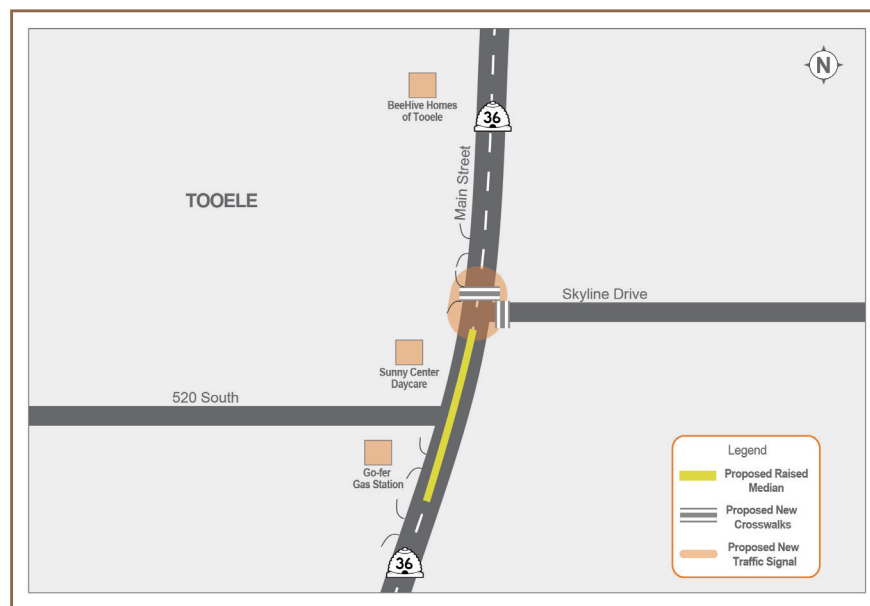 N
BeeHive Homes
of Tooele
36
Main Street
TOOELE
Skyline Drive
Sunny Center
Daycare
520 South
Go-fer
Gas Station
36
Legend
Proposed Raised
Median
Proposed New
Crosswalks
Proposed New
Traffic Signal